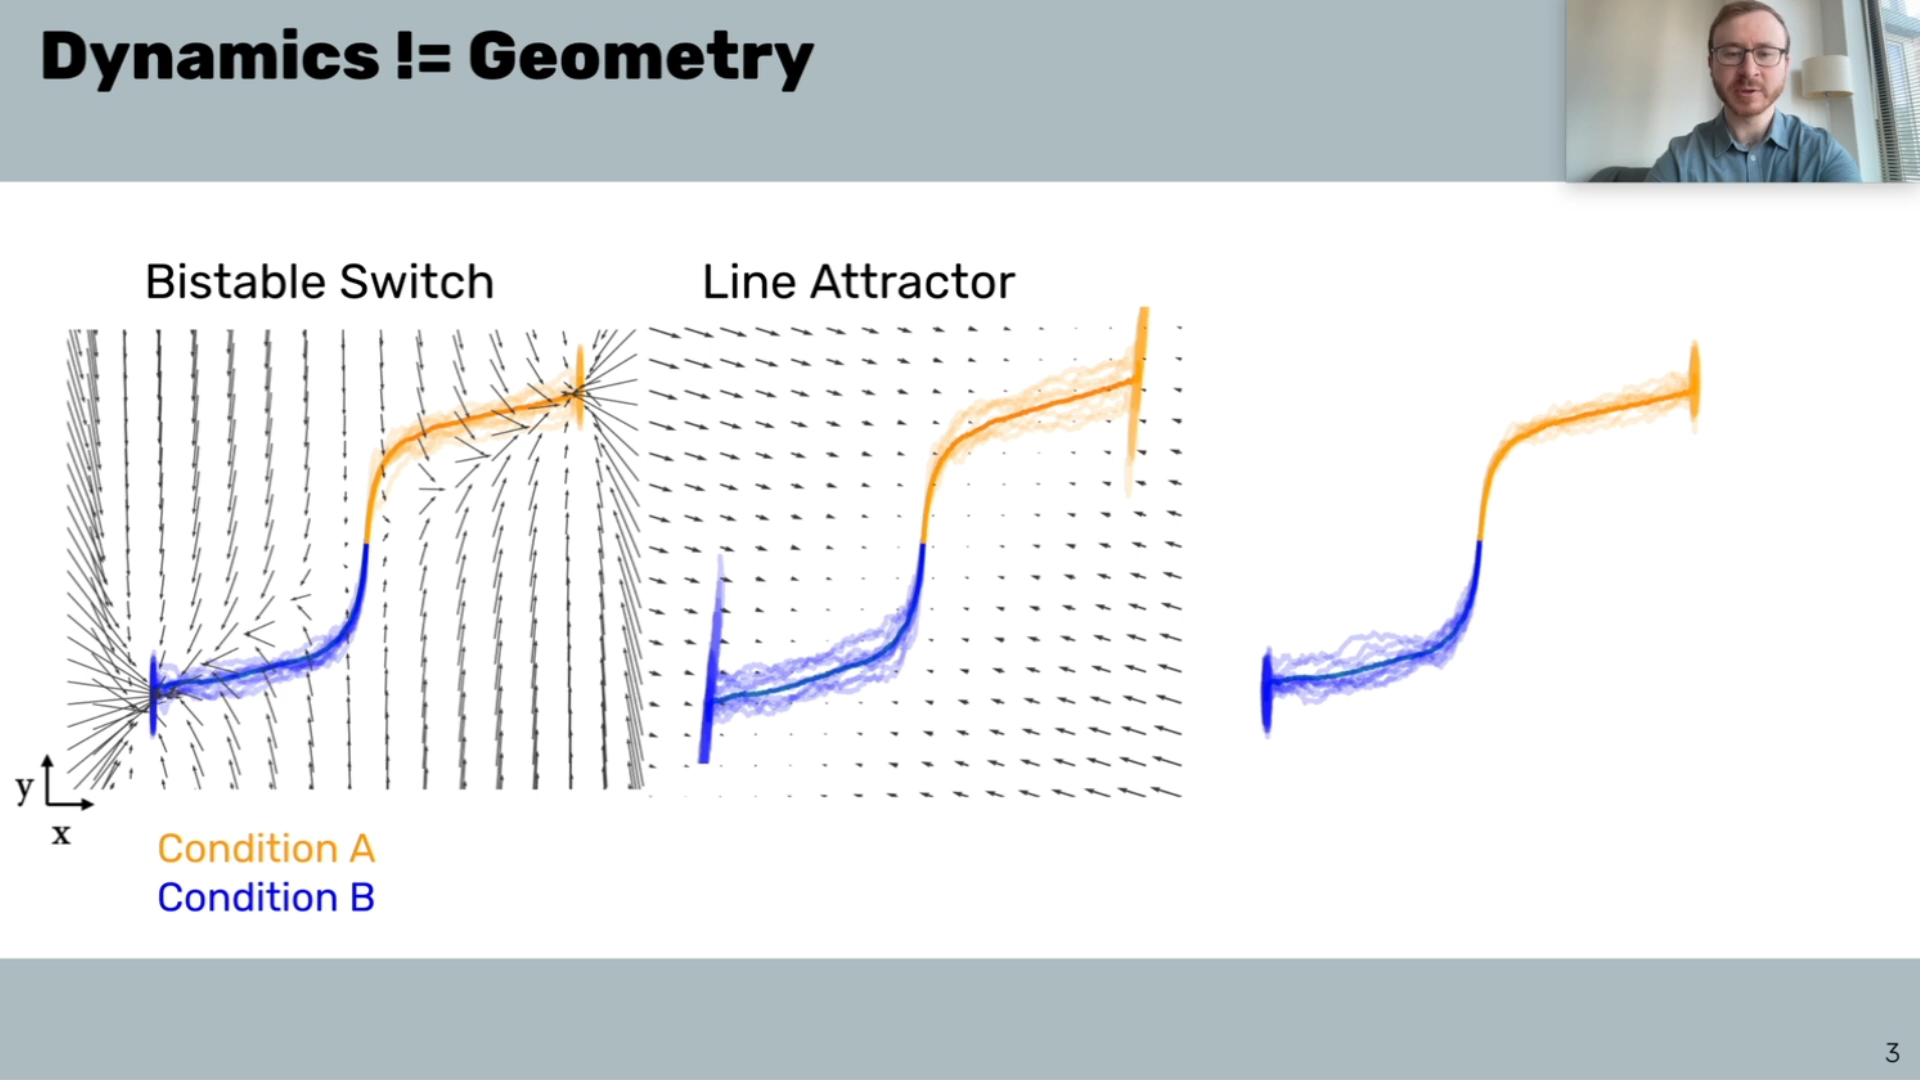 Dynamics != Geometry
Bistable Switch
Line Attractor
y
x
Condition A
Condition B
3